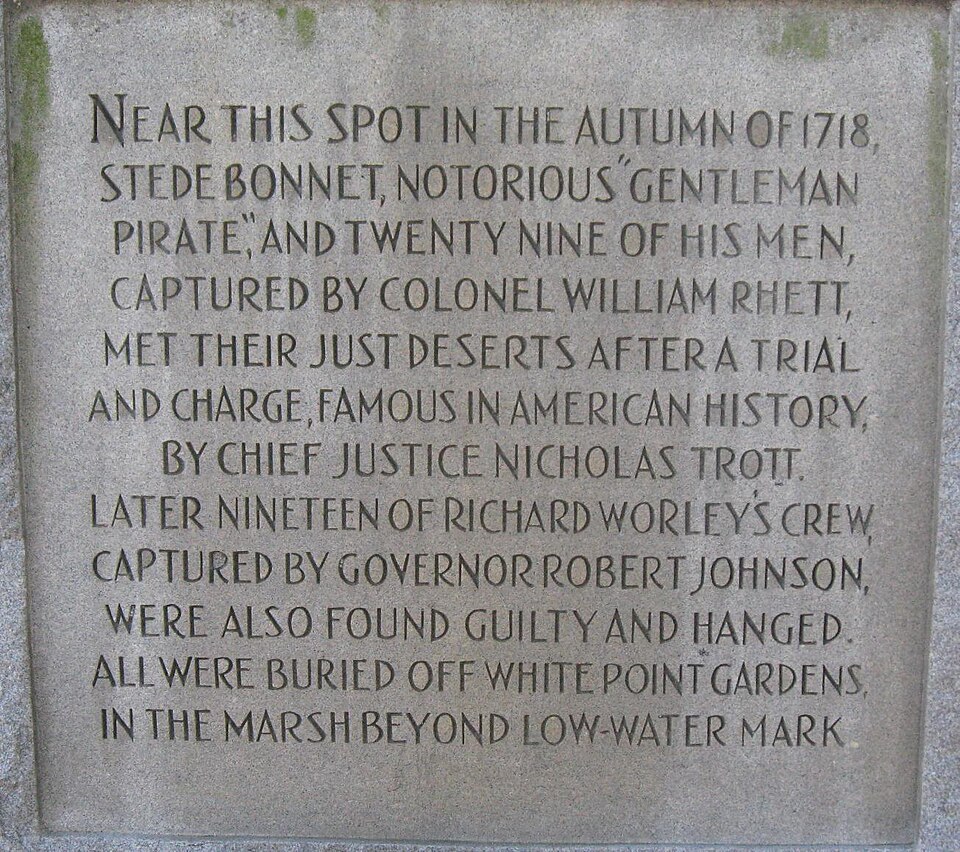 NEAR THIS SPOT IN THE AUTUMN OF 1718,
STEDE BONNET, NOTORIOUS "GENTLEMAN
PIRATE," AND TWENTY NINE OF HIS MEN,
CAPTURED BY COLONEL WILLIAM RHETT,
MET THEIR JUST DESERTS AFTER A TRIAL
AND CHARGE, FAMOUS IN AMERICAN HISTORY,
BY CHIEF JUSTICE NICHOLAS TROTT.
LATER NINETEEN OF RICHARD WORLEY'S CREW,
CAPTURED BY GOVERNOR ROBERT JOHNSON,
WERE ALSO FOUND GUILTY AND HANGED.
ALL WERE BURIED OFF WHITE POINT GARDENS,
IN THE MARSH BEYOND LOW-WATER MARK.